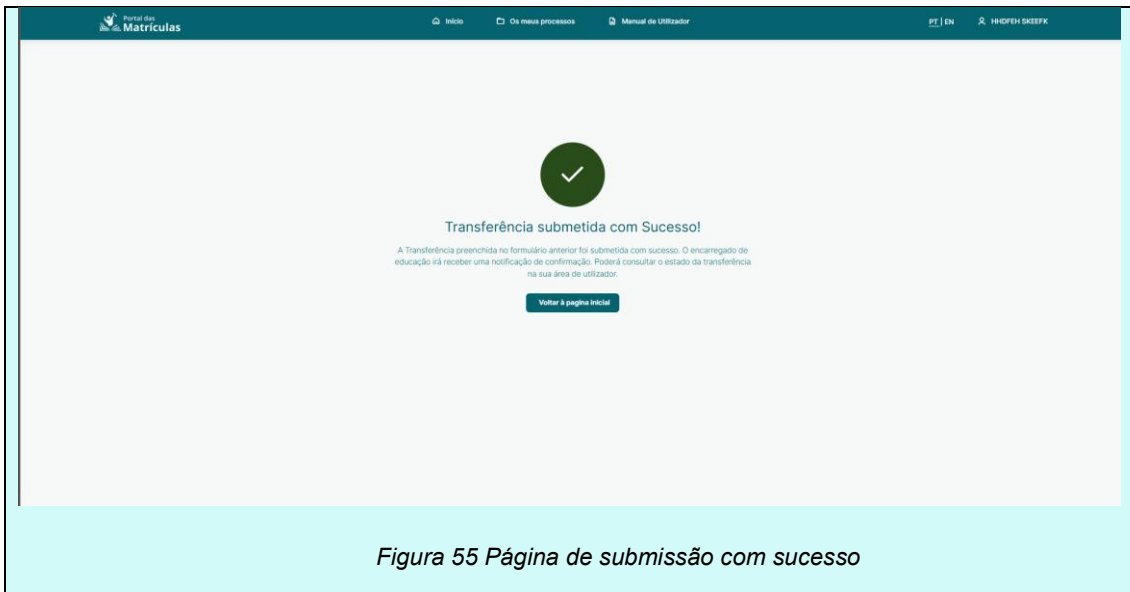 Portal das
Matrículas
Início
Os meus processos
Manual de Utilizador
PT | EN
HHDFEH SKEEFK
Transferência submetida com Sucesso!
A Transferência preenchida no formulário anterior foi submetida com sucesso. O encarregado de
educação irá receber uma notificação de confirmação. Poderá consultar o estado da transferência
na sua área de utilizador.
Voltar à pagina inicial
Figura 55 Página de submissão com sucesso